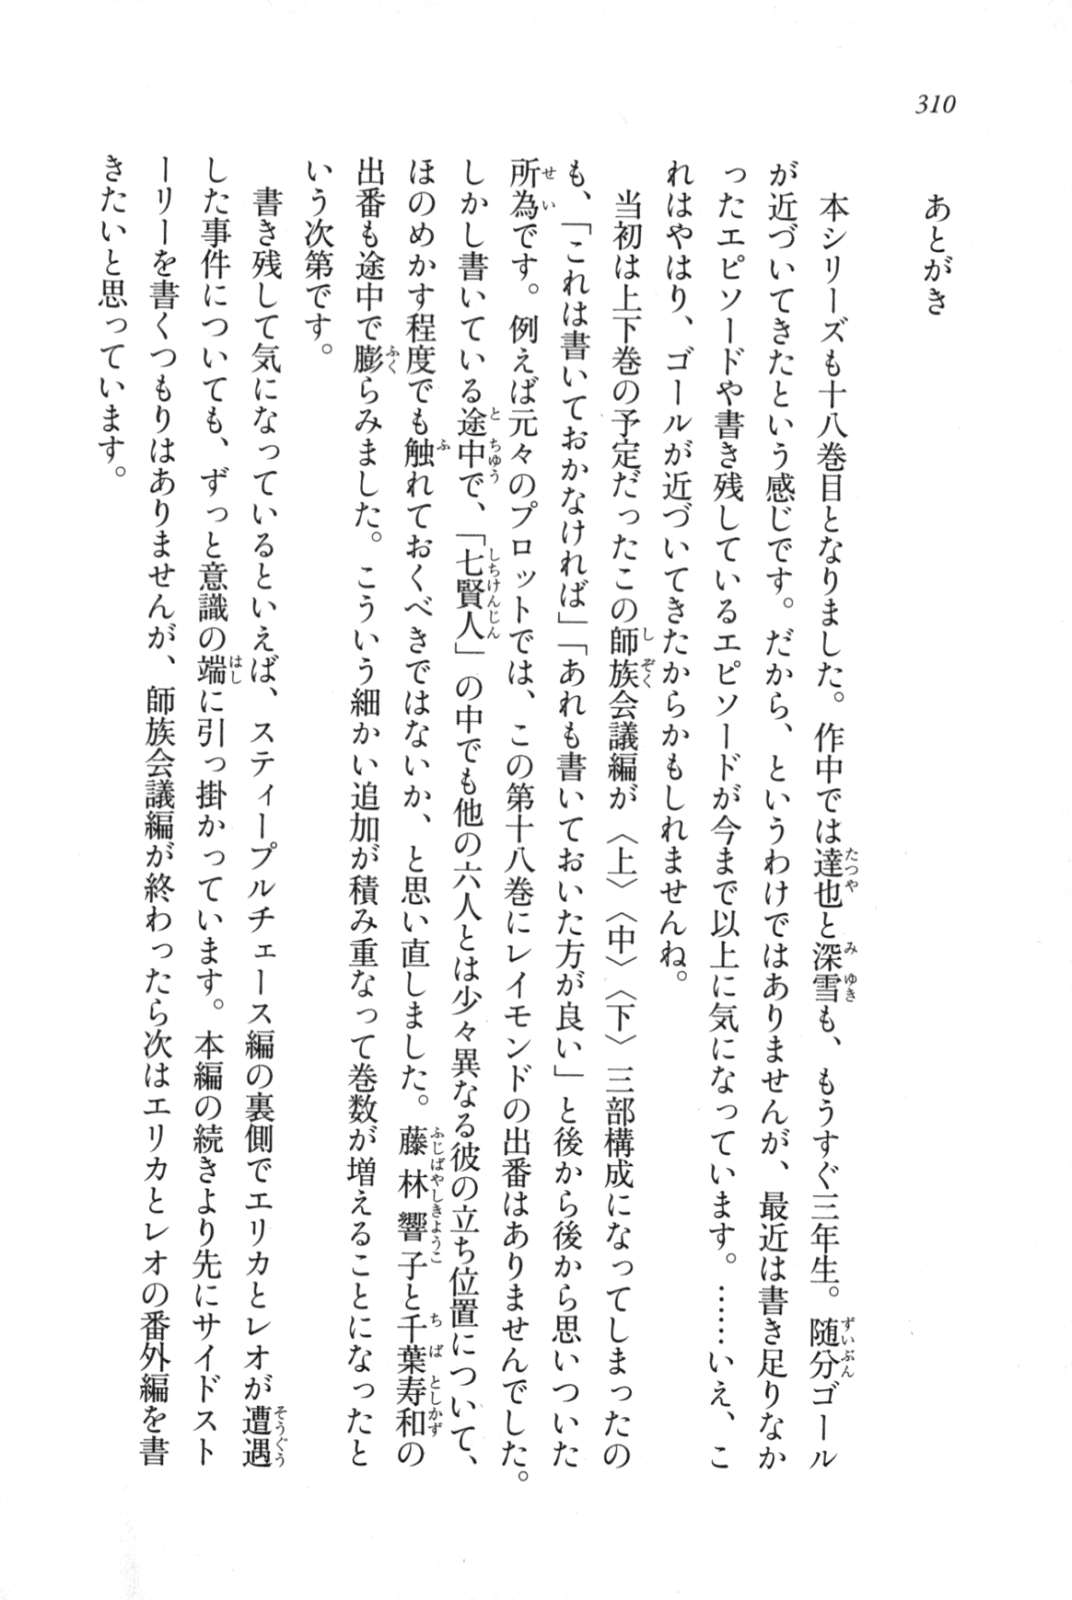 310
あとがき
本シリーズも十八巻目となりました。作中では達也と深雪も、もうすぐ三年生。随分ゴール
が近づいてきたという感じです。だから、というわけではありませんが、最近は書き足りなか
ったエピソードや書き残しているエピソードが今まで以上に気になっています。……いえ、こ
れはやはり、ゴールが近づいてきたからかもしれませんね。
当初は上下巻の予定だったこの師族会議編が〈上〉〈中〉〈下〉三部構成になってしまったの
も、「これは書いておかなければ」「あれも書いておいた方が良い」と後から後から思いついた
所為です。例えば元々のプロットでは、この第十八巻にレイモンドの出番はありませんでした。
しかし書いている途中で、「七賢人」の中でも他の六人とは少々異なる彼の立ち位置について、
ほのめかす程度でも触れておくべきではないか、と思い直しました。藤林響子と千葉寿和の
出番も途中で膨らみました。こういう細かい追加が積み重なって巻数が増えることになったと
いう次第です。
書き残して気になっているといえば、スティープルチェース編の裏側でエリカとレオが遭遇
した事件についても、ずっと意識の端に引っ掛かっています。本編の続きより先にサイドスト
ーリーを書くつもりはありませんが、師族会議編が終わったら次はエリカとレオの番外編を書
きたいと思っています。